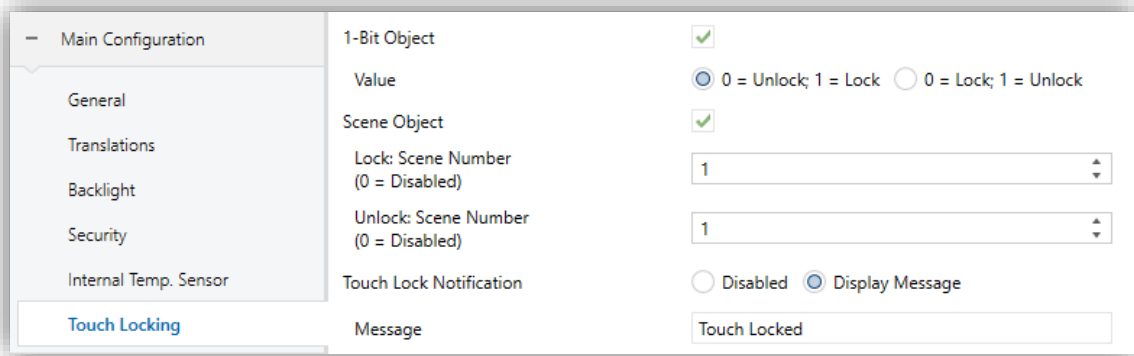 Main Configuration
General
Translations
Backlight
Security
Internal Temp. Sensor
Touch Locking
1-Bit Object
Value
0 = Unlock; 1 = Lock
0 = Lock; 1 = Unlock
Scene Object
Lock: Scene Number
(0 = Disabled)
1
Unlock: Scene Number
(0 = Disabled)
1
Touch Lock Notification
Disabled
Display Message
Message
Touch Locked